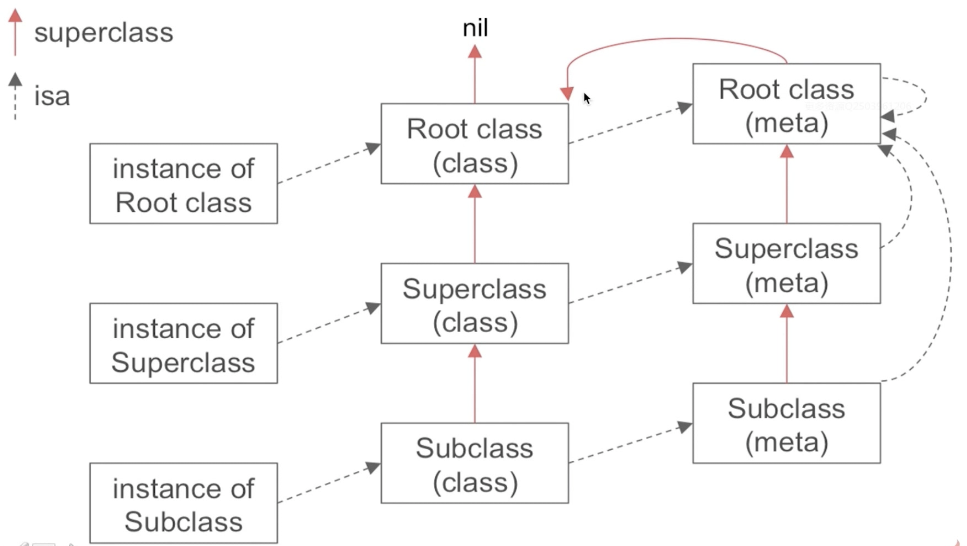 superclass
isa
nil
instance of
Root class
Root class
(class)
Root class
(meta)
instance of
Superclass
Superclass
(class)
Superclass
(meta)
instance of
Subclass
Subclass
(class)
Subclass
(meta)